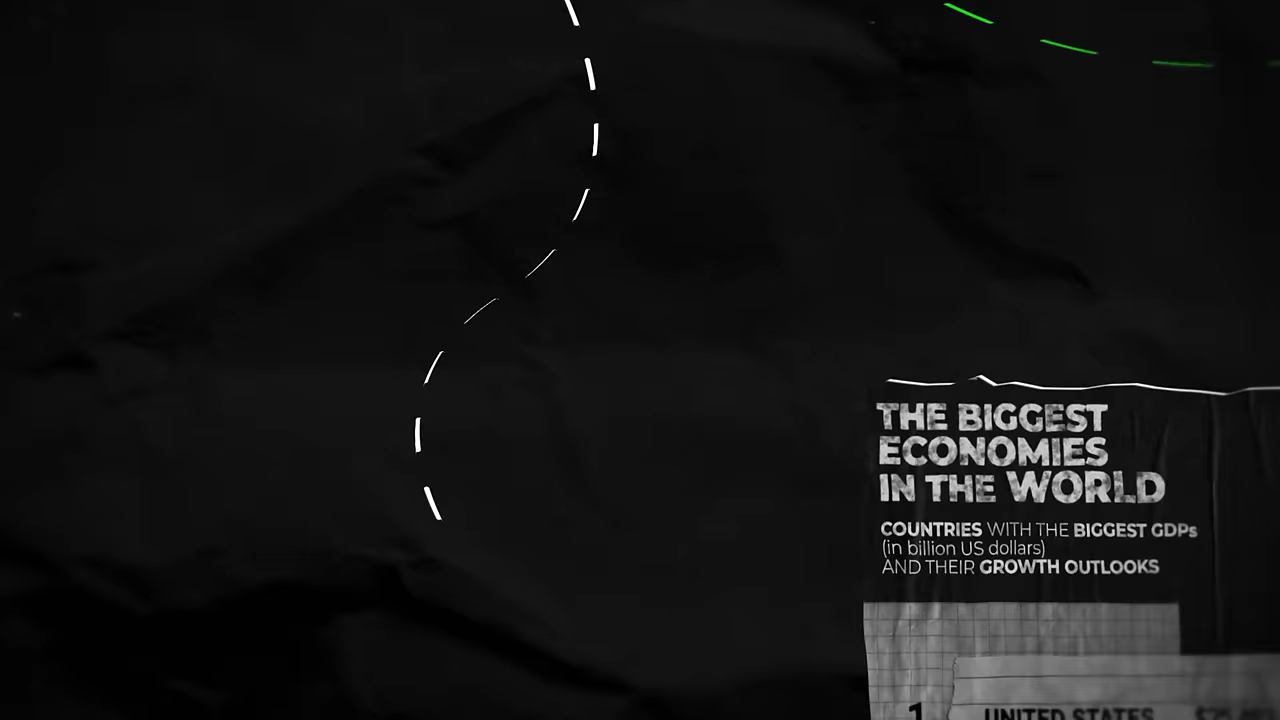 THE BIGGEST
ECONOMIES
IN THE WORLD
COUNTRIES WITH THE BIGGEST GDPs
(in billion US dollars)
AND THEIR GROWTH OUTLOOKS
1 UNITED STATES